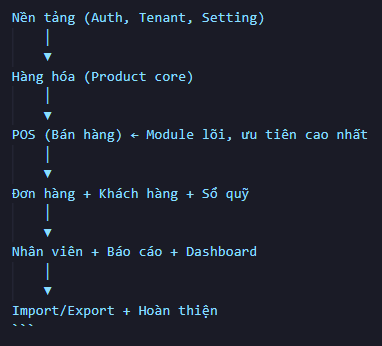 Nền tảng (Auth, Tenant, Setting)
│
▼
Hàng hóa (Product core)
│
▼
POS (Bán hàng) ← Module lõi, ưu tiên cao nhất
│
▼
Đơn hàng + Khách hàng + Sổ quỹ
│
▼
Nhân viên + Báo cáo + Dashboard
│
▼
Import/Export + Hoàn thiện
```